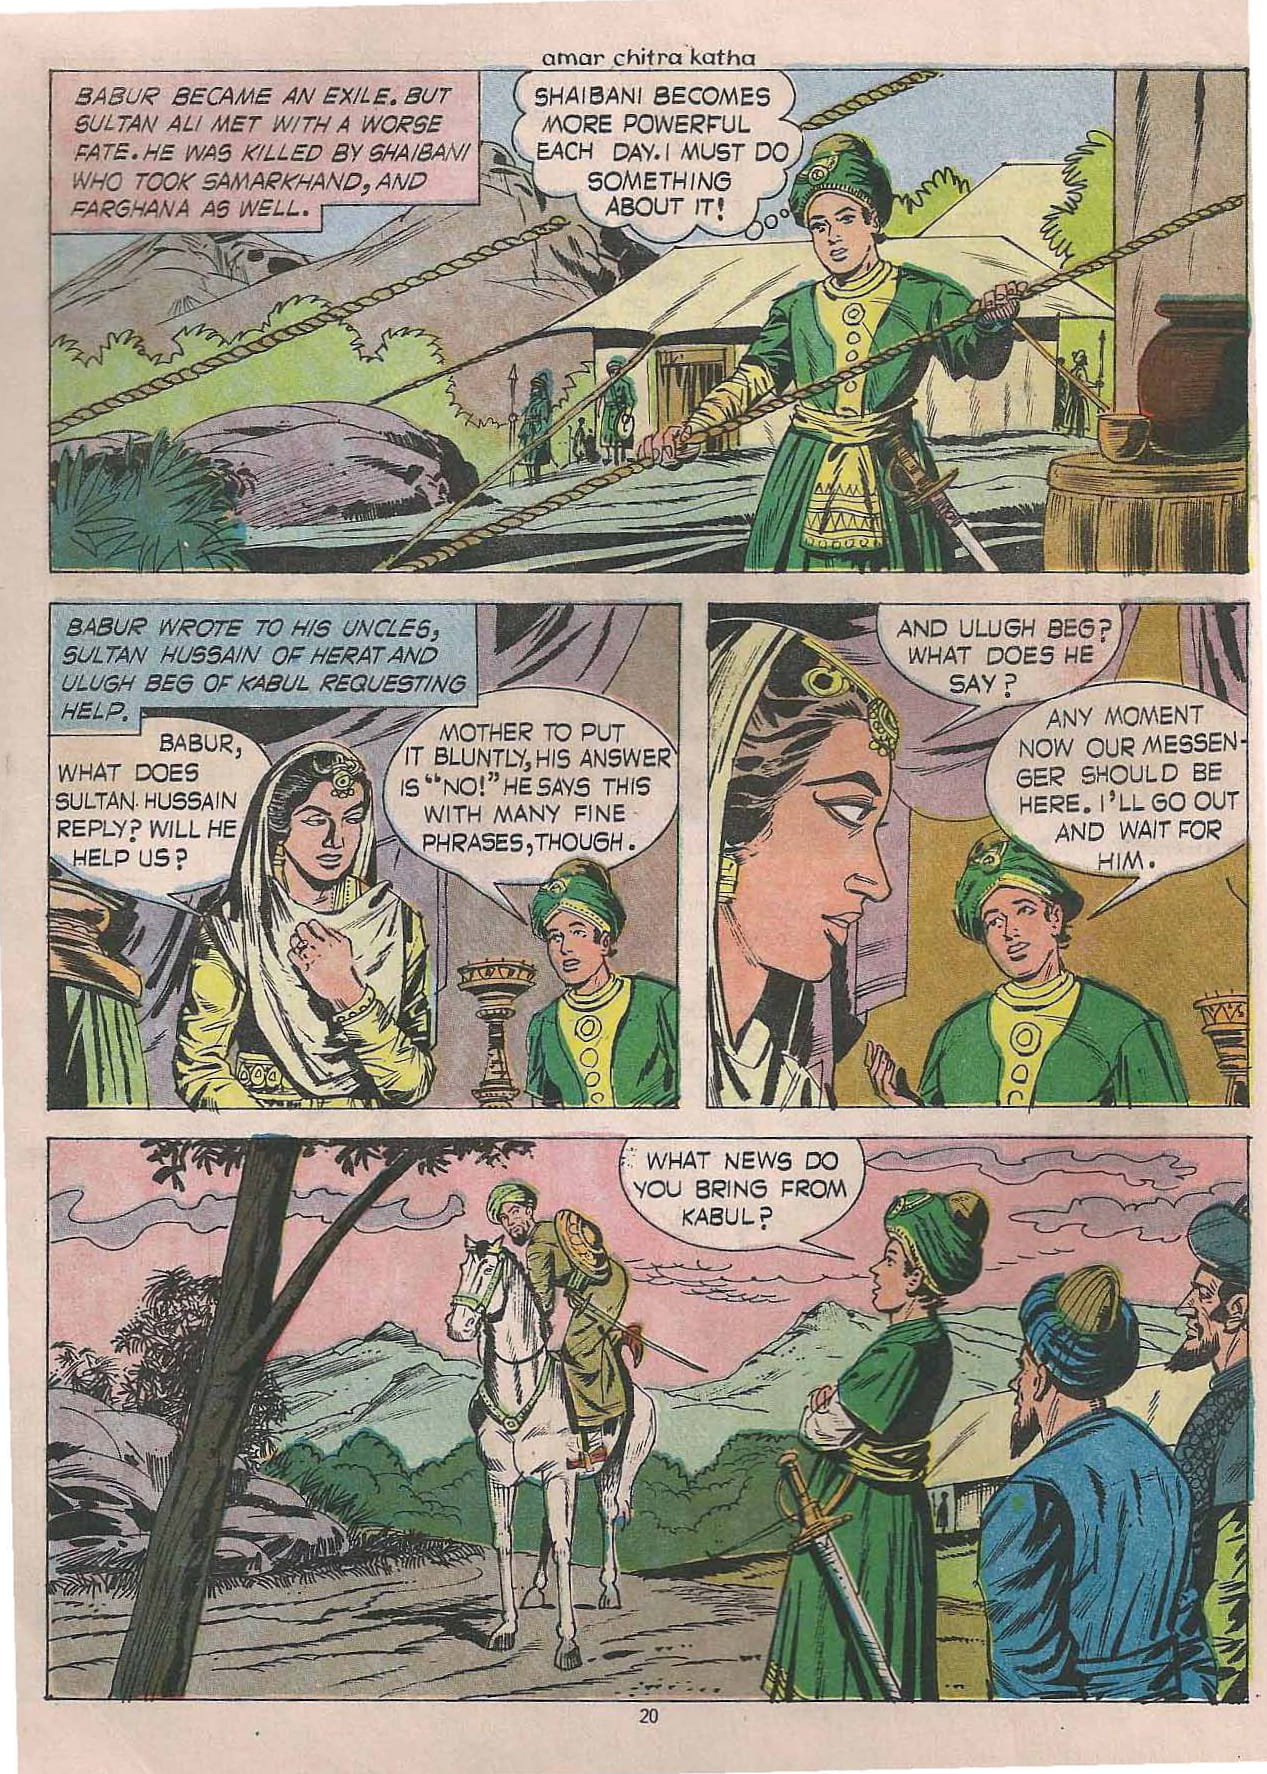 amar chitra katha
BABUR BECAME AN EXILE. BUT
SULTAN ALI MET WITH A WORSE
FATE. HE WAS KILLED BY SHAIBANI
WHO TOOK SAMARKHAND, AND
FARGHANA AS WELL.
SHAIBANI BECOMES
MORE POWERFUL
EACH DAY. I MUST DO
SOMETHING
ABOUT IT!
BABUR WROTE TO HIS UNCLES,
SULTAN HUSSAIN OF HERAT AND
ULUGH BEG OF KABUL REQUESTING
HELP.
BABUR,
WHAT DOES
SULTAN HUSSAIN
REPLY? WILL HE
HELP US?
MOTHER TO PUT
IT BLUNTLY, HIS ANSWER
IS "NO!" HE SAYS THIS
WITH MANY FINE
PHRASES, THOUGH.
AND ULUGH BEG?
WHAT DOES HE
SAY?
ANY MOMENT
NOW OUR MESSEN-
GER SHOULD BE
HERE. I'LL GO OUT
AND WAIT FOR
HIM.
WHAT NEWS DO
YOU BRING FROM
KABUL?
20